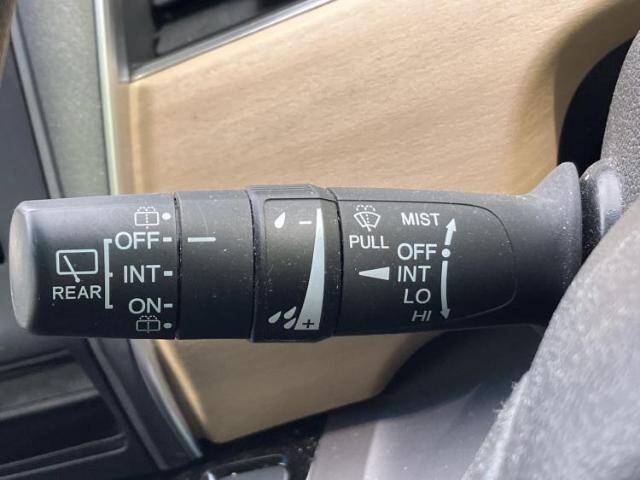 OFF
INT
REAR
ON
-
+
PULL
MIST
OFF
INT
LO
HI